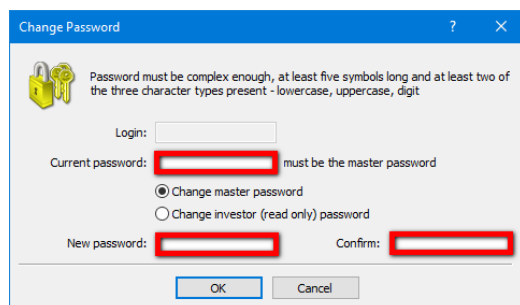 Change Password
Password must be complex enough, at least five symbols long and at least two of
the three character types present - lowercase, uppercase, digit
Login:
Current password: must be the master password
Change master password
Change investor (read only) password
New password: Confirm:
OK Cancel